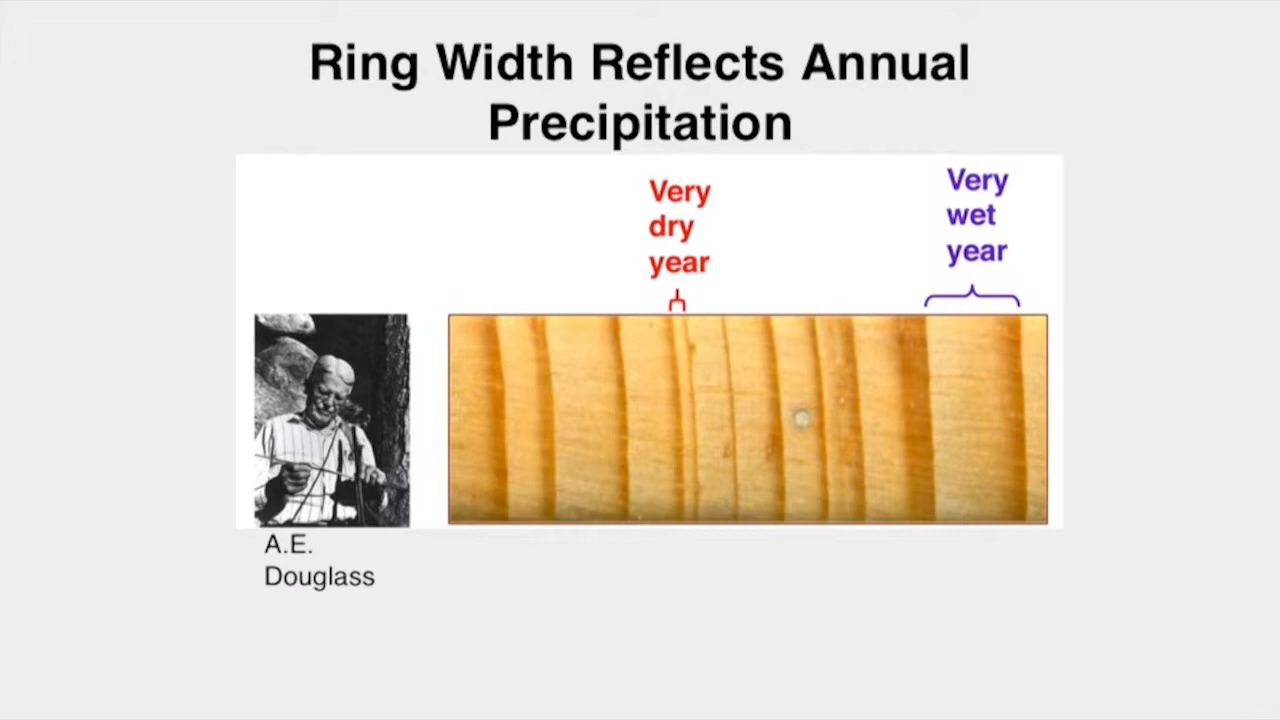 Ring Width Reflects Annual
Precipitation
Very
dry
year
Very
wet
year
A.E.
Douglass